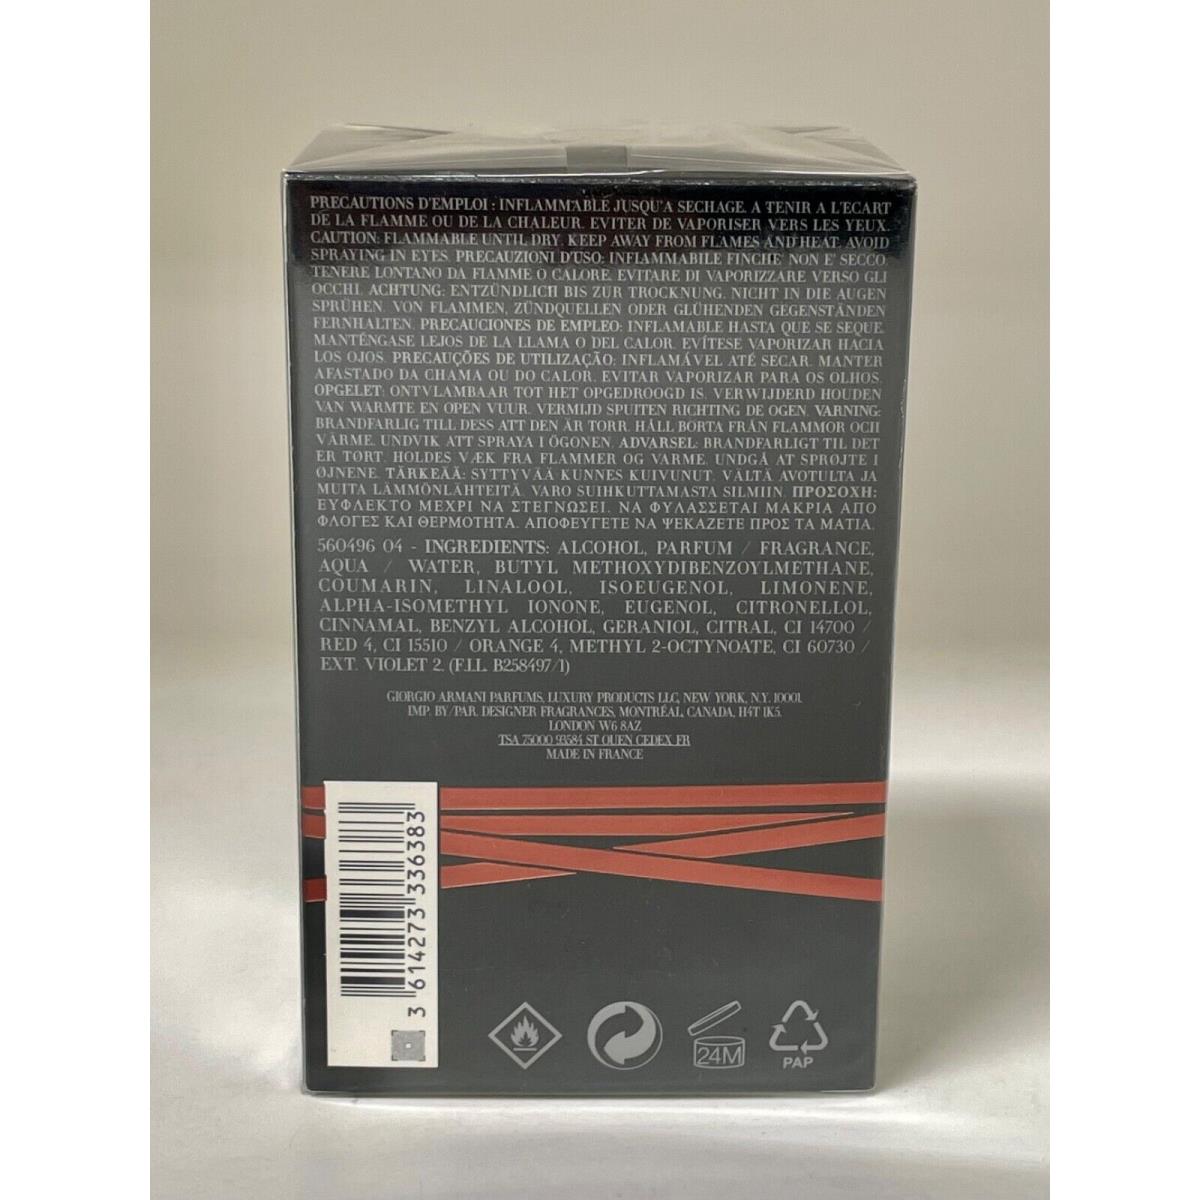 PRECAUTIONS D'EMPLOI : INFLAMMABLE JUSQU'A SECHAGE. A TENIR A L'ECART
DE LA FLAMME OU DE LA CHALEUR. EVITER DE VAPORISER VERS LES YEUX.
CAUTION: FLAMMABLE UNTIL DRY. KEEP AWAY FROM FLAMES AND HEAT. AVOID
SPRAYING IN EYES. PRECAUZIONI D'USO: INFLAMMABILE FINCHE' NON E' SECCO.
TENERE LONTANO DA FIAMME O CALORE. EVITARE DI VAPORIZZARE VERSO GLI
OCCHI. ACHTUNG: ENTZÜNDLICH BIS ZUR TROCKNUNG. NICHT IN DIE AUGEN
SPRÜHEN. VON FLAMMEN, ZÜNDQUELLEN ODER GLÜHENDEN GEGENSTÄNDEN
FERNHALTEN. PRECAUCIONES DE EMPLEO: INFLAMABLE HASTA QUE SE SEQUE.
MANTÉNGASE LEJOS DE LA LLAMA O DEL CALOR. EVÍTESE VAPORIZAR HACIA
LOS OJOS. PRECAUÇÕES DE UTILIZAÇÃO: INFLAMÁVEL ATÉ SECAR. MANTER
AFASTADO DA CHAMA OU DO CALOR. EVITAR VAPORIZAR PARA OS OLHOS.
OPGELET: ONTVLAMBAAR TOT HET OPGEDROOGD IS. VERWIJDERD HOUDEN
VAN WARMTE EN OPEN VUUR. VERMIJD SPUITEN RICHTING DE OGEN. VARNING:
BRANDFARLIG TILL DESS ATT DEN ÄR TORR. HÅLL BORTA FRÅN FLAMMOR OCH
VÄRME. UNDVIK ATT SPRAYA I ÖGONEN. ADVARSEL: BRANDFARLIGT TIL DET
ER TØRT. HOLDES VÆK FRA FLAMMER OG VARME. UNDGÅ AT SPRØJTE I
ØJNENE. TÄRKEÄÄ: SYTTYVÄÄ KUNNES KUIVUNUT. VÄLTÄ AVOTULTA JA
MUITA LÄMMÖNLÄHTEITÄ. VARO SUIHKUTTAMASTA SILMIIN. ΠΡΟΣΟΧΗ:
ΕΥΦΛΕΚΤΟ ΜΕΧΡΙ ΝΑ ΣΤΕΓΝΩΣΕΙ. ΝΑ ΦΥΛΑΣΣΕΤΑΙ ΜΑΚΡΙΑ ΑΠΟ
ΦΛΟΓΕΣ ΚΑΙ ΘΕΡΜΟΤΗΤΑ. ΑΠΟΦΕΥΓΕΤΕ ΝΑ ΨΕΚΑΖΕΤΕ ΠΡΟΣ ΤΑ ΜΑΤΙΑ.
560496 04 - INGREDIENTS: ALCOHOL, PARFUM / FRAGRANCE,
AQUA / WATER, BUTYL METHOXYDIBENZOYLMETHANE,
COUMARIN, LINALOOL, ISOEUGENOL, LIMONENE,
ALPHA-ISOMETHYL IONONE, EUGENOL, CITRONELLOL,
CINNAMAL, BENZYL ALCOHOL, GERANIOL, CITRAL, CI 14700 /
RED 4, CI 15510 / ORANGE 4, METHYL 2-OCTYNOATE, CI 60730 /
EXT. VIOLET 2. (F.I.L. B258497/1)
GIORGIO ARMANI PARFUMS, LUXURY PRODUCTS LLC, NEW YORK, N.Y. 10001.
IMP. BY/PAR. DESIGNER FRAGRANCES, MONTRÉAL, CANADA, H4T 1K5.
LONDON W6 8AZ
TSA 75000 93584 ST OUEN CEDEX FR
MADE IN FRANCE
3 614273 336383
24M
PAP